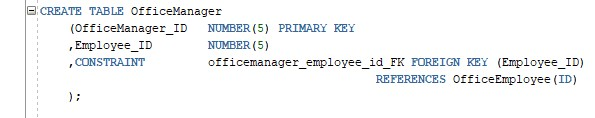 CREATE TABLE OfficeManager
(OfficeManager_ID NUMBER(5) PRIMARY KEY
,Employee_ID NUMBER(5)
,CONSTRAINT officemanager_employee_id_FK FOREIGN KEY (Employee_ID)
REFERENCES OfficeEmployee(ID)
);